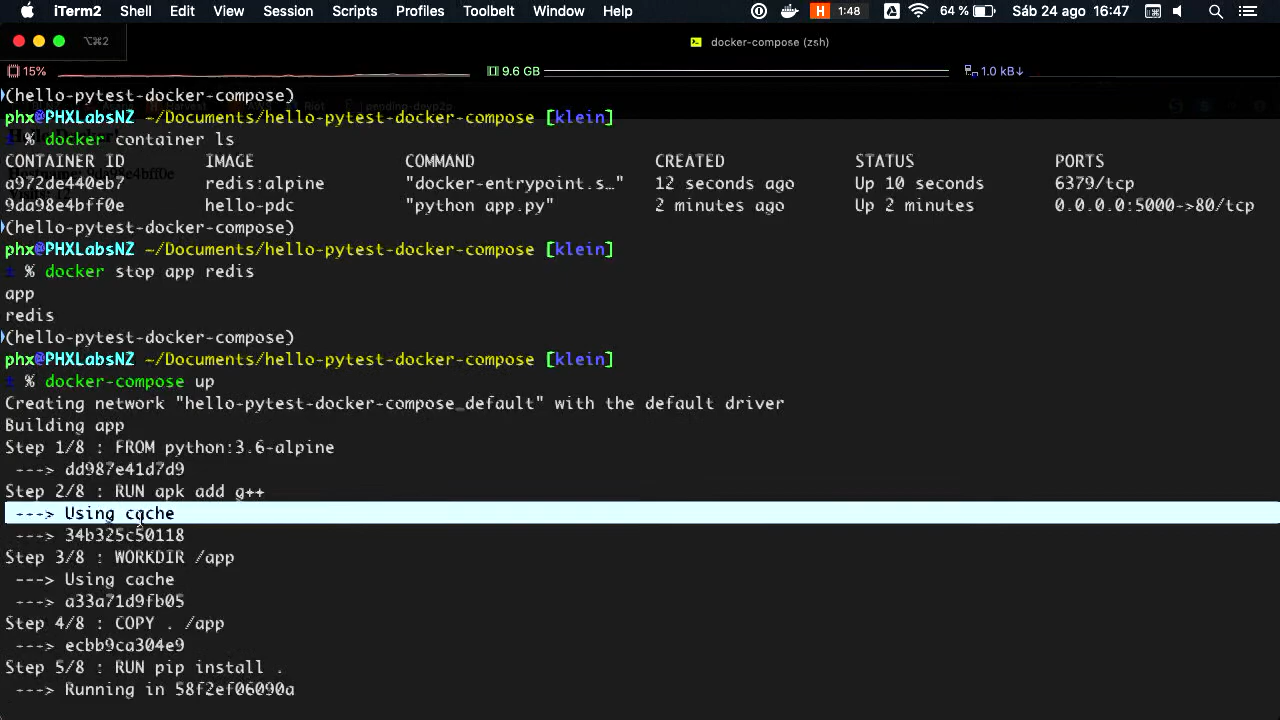 iTerm2 Shell Edit View Session Scripts Profiles Toolbelt Window Help H 1:48 64 % Sáb 24 ago 16:47
⌥⌘2 docker-compose (zsh)
15% 9.6 GB 1.0 kB↓
(hello-pytest-docker-compose)
phx@PHXLabsNZ ~/Documents/hello-pytest-docker-compose [klein]
± % docker container ls
CONTAINER ID IMAGE COMMAND CREATED STATUS PORTS
a972de440eb7 redis:alpine "docker-entrypoint.s…" 12 seconds ago Up 10 seconds 6379/tcp
9da98e4bff0e hello-pdc "python app.py" 2 minutes ago Up 2 minutes 0.0.0.0:5000->80/tcp
(hello-pytest-docker-compose)
phx@PHXLabsNZ ~/Documents/hello-pytest-docker-compose [klein]
± % docker stop app redis
app
redis
(hello-pytest-docker-compose)
phx@PHXLabsNZ ~/Documents/hello-pytest-docker-compose [klein]
± % docker-compose up
Creating network "hello-pytest-docker-compose_default" with the default driver
Building app
Step 1/8 : FROM python:3.6-alpine
---> dd987e41d7d9
Step 2/8 : RUN apk add g++
---> Using cache
---> 34b325c50118
Step 3/8 : WORKDIR /app
---> Using cache
---> a33a71d9fb05
Step 4/8 : COPY . /app
---> ecbb9ca304e9
Step 5/8 : RUN pip install .
---> Running in 58f2ef06090a